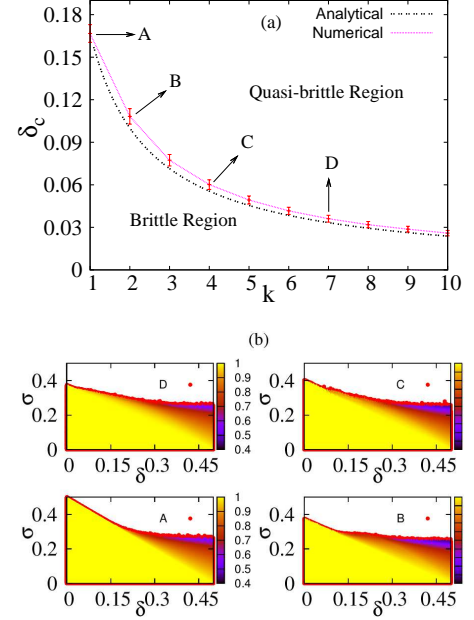 (a)
Analytical
Numerical
0.18
0.15
0.12
0.09
0.06
0.03
0
δc
A
B
C
D
Quasi-brittle Region
Brittle Region
1 2 3 4 5 6 7 8 9 10
k
(b)
D
σ
0.4
0.2
0
0 0.15 0.3 0.45
δ
1
0.9
0.8
0.7
0.6
0.5
0.4
C
σ
0.4
0.2
0
0 0.15 0.3 0.45
δ
A
σ
0.4
0.2
0
0 0.15 0.3 0.45
δ
1
0.9
0.8
0.7
0.6
0.5
0.4
B
σ
0.4
0.2
0
0 0.15 0.3 0.45
δ